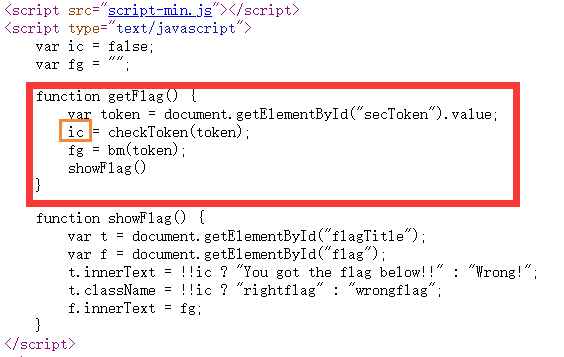 <script src="script-min.js"></script>
<script type="text/javascript">
var ic = false;
var fg = "";
function getFlag() {
var token = document.getElementById("secToken").value;
ic = checkToken(token);
fg = bm(token);
showFlag()
}
function showFlag() {
var t = document.getElementById("flagTitle");
var f = document.getElementById("flag");
t.innerText = !!ic ? "You got the flag below!!" : "Wrong!";
t.className = !!ic ? "rightflag" : "wrongflag";
f.innerText = fg;
}
</script>